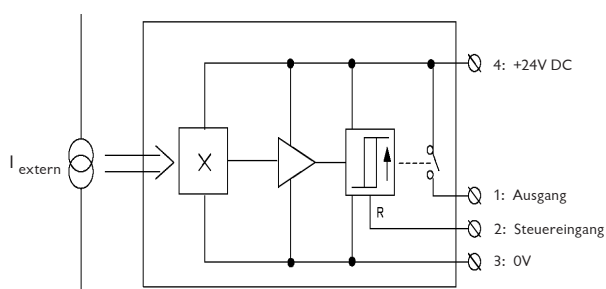 4: +24V DC
I extern
X
1: Ausgang
R
2: Steuereingang
3: 0V